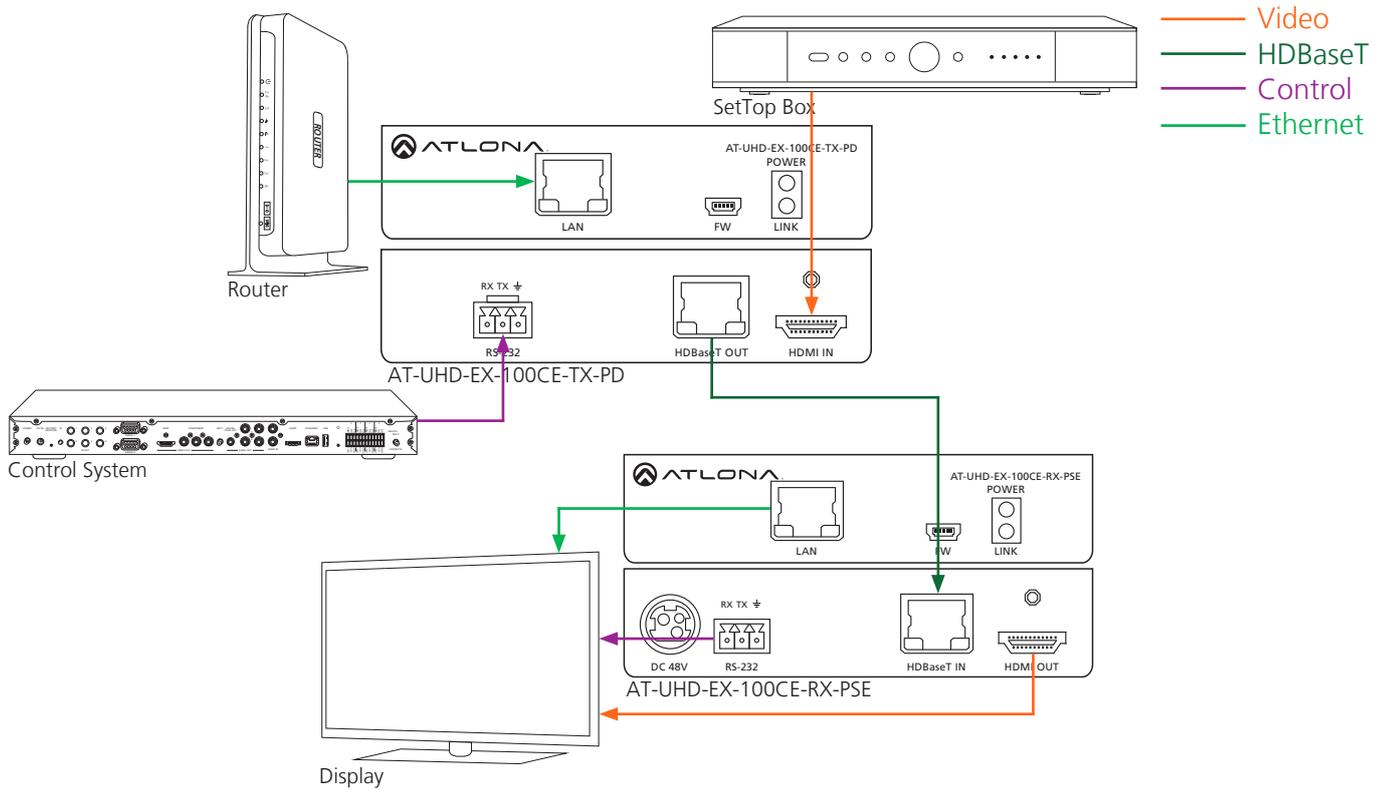 Video
HDBaseT
Control
Ethernet
SetTop Box
ROUTER
Router
ATLONA
AT-UHD-EX-100CE-TX-PD
POWER
LAN
FW
LINK
RX TX
RS-232
HDBaseT OUT
HDMI IN
AT-UHD-EX-100CE-TX-PD
Control System
ATLONA
AT-UHD-EX-100CE-RX-PSE
POWER
LAN
FW
LINK
RX TX
DC 48V
RS-232
HDBaseT IN
HDMI OUT
AT-UHD-EX-100CE-RX-PSE
Display